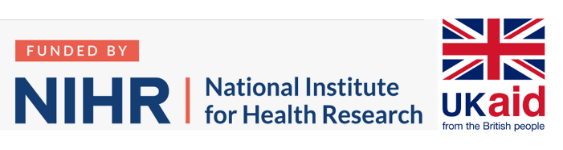 FUNDED BY
NIHR
National Institute
for Health Research
UKaid
from the British people